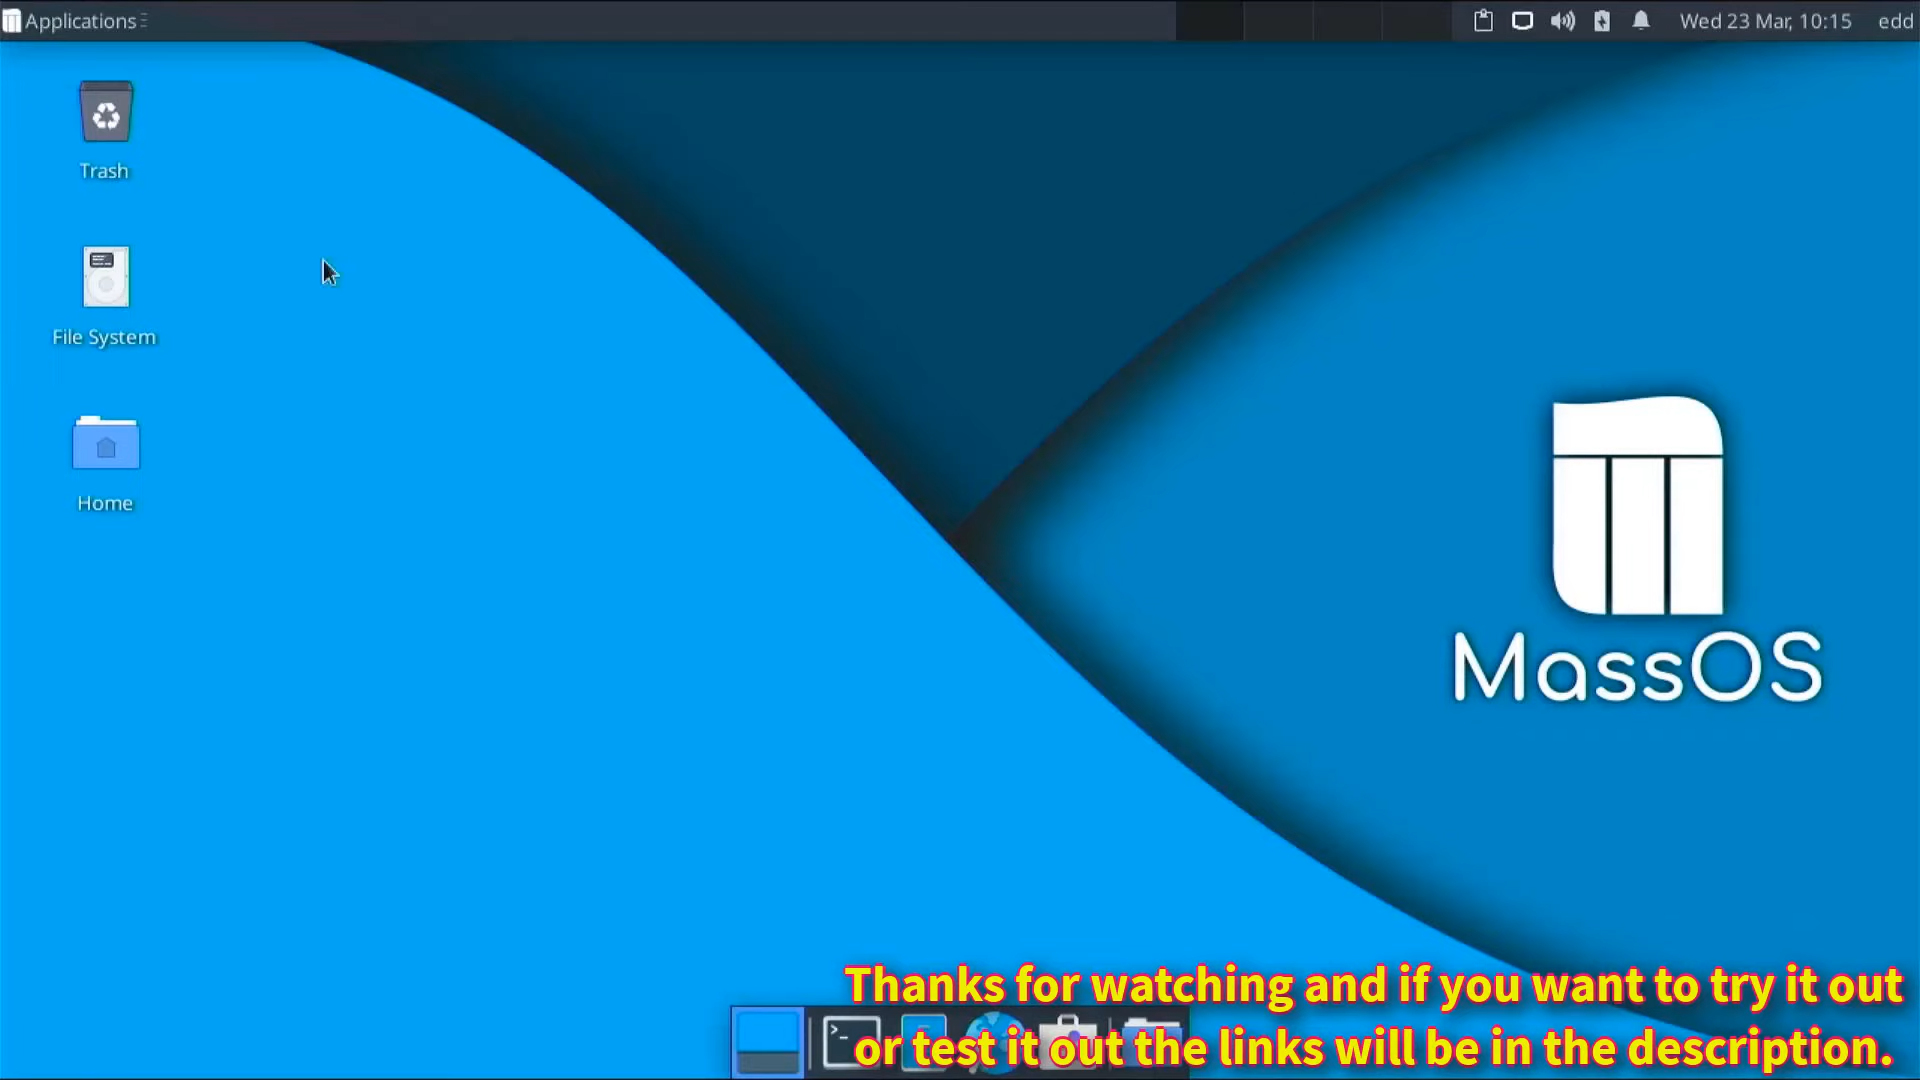 Applications
Wed 23 Mar, 10:15
edd
Trash
File System
Home
MassOS
Thanks for watching and if you want to try it out
or test it out the links will be in the description.